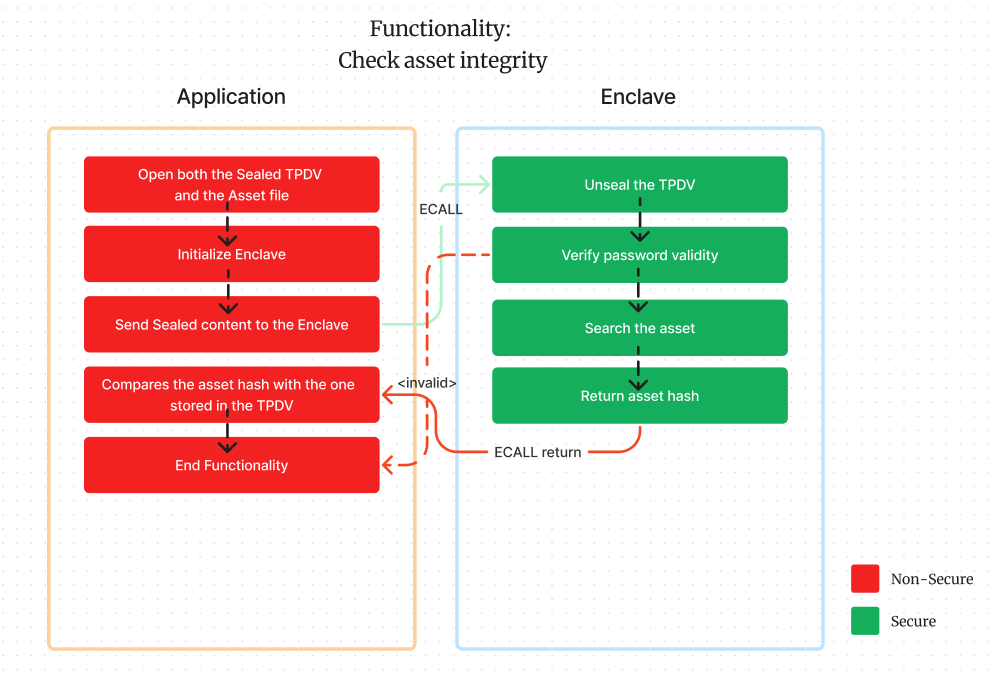 Functionality:
Check asset integrity
Application
Enclave
Open both the Sealed TPDV
and the Asset file
Initialize Enclave
Send Sealed content to the Enclave
Compares the asset hash with the one
stored in the TPDV
End Functionality
ECALL
<invalid>
ECALL return
Unseal the TPDV
Verify password validity
Search the asset
Return asset hash
Non-Secure
Secure